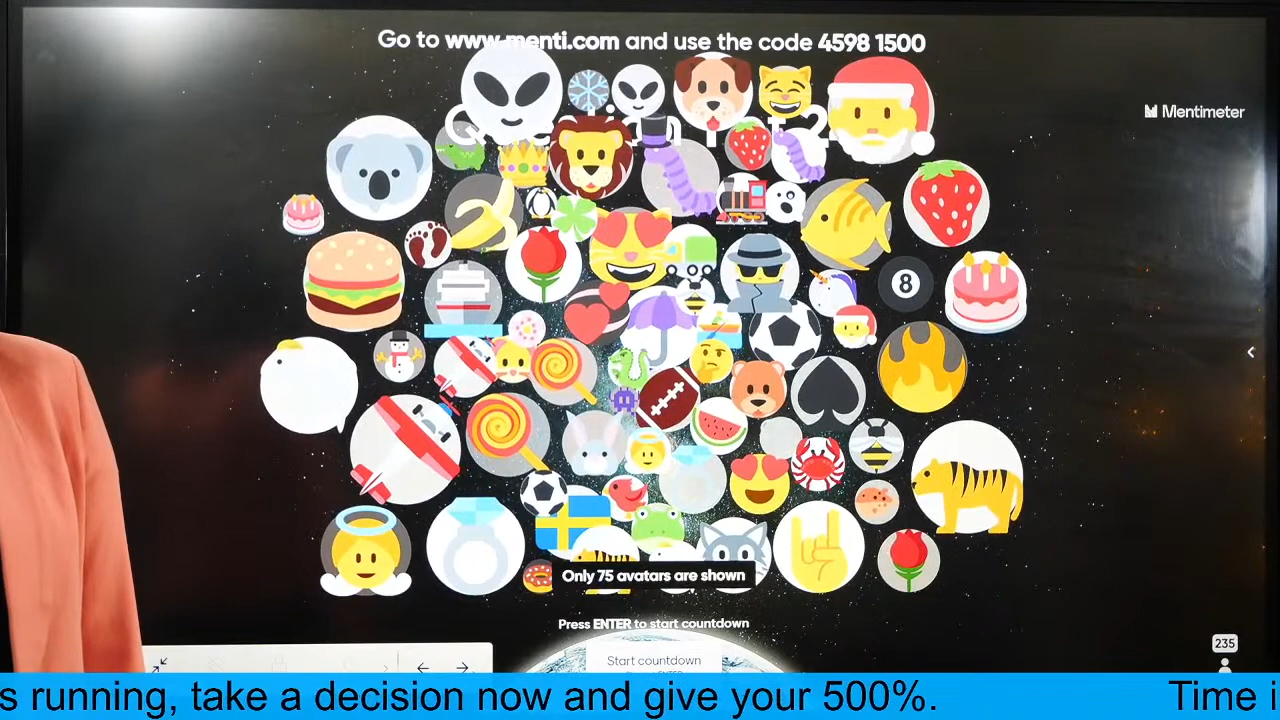 Go to www.menti.com and use the code 4598 1500
Mentimeter
8
Only 75 avatars are shown
Press ENTER to start countdown
235
Start countdown
s running, take a decision now and give your 500%. Time i